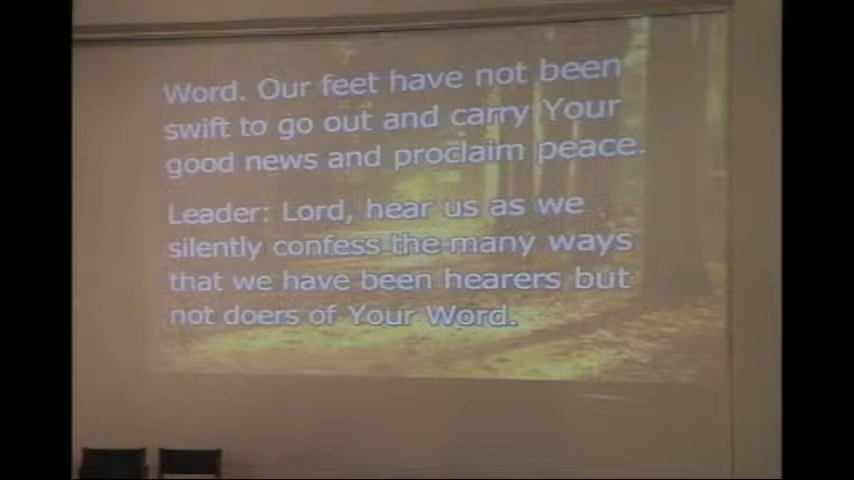 Word. Our feet have not been
swift to go out and carry Your
good news and proclaim peace.
Leader: Lord, hear us as we
silently confess the many ways
that we have been hearers but
not doers of Your Word.